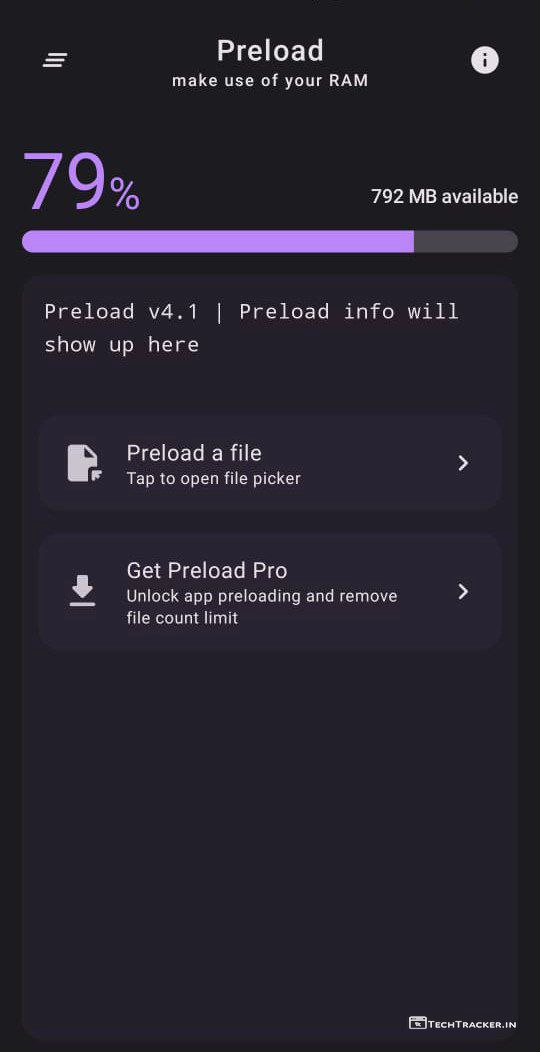 Preload
make use of your RAM
79%
792 MB available
Preload v4.1 | Preload info will
show up here
Preload a file
Tap to open file picker
Get Preload Pro
Unlock app preloading and remove
file count limit
TECHTRACKER.IN